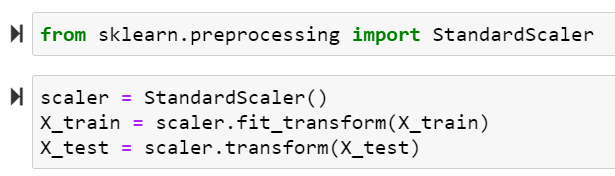 from sklearn.preprocessing import StandardScaler
scaler = StandardScaler()
X_train = scaler.fit_transform(X_train)
X_test = scaler.transform(X_test)